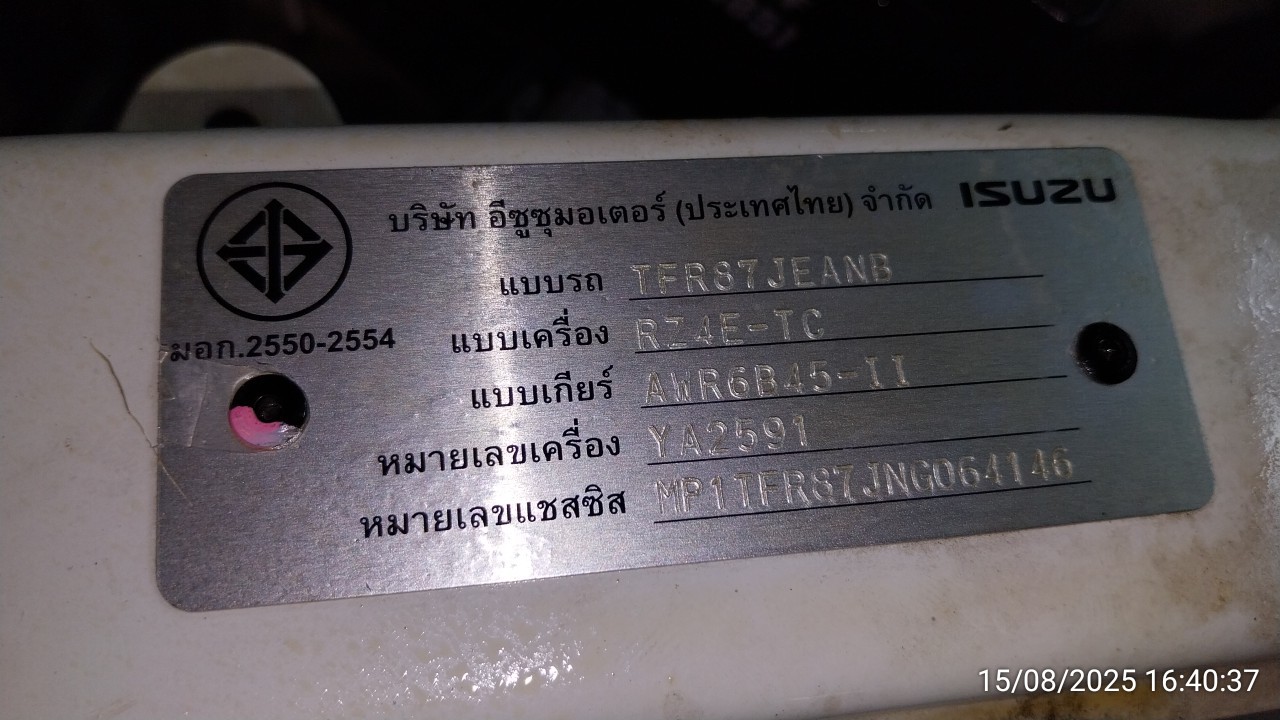 บริษัท อีซูซุมอเตอร์ (ประเทศไทย) จำกัด ISUZU
แบบรถ TFR87JEANB
มอก.2550-2554
แบบเครื่อง RZ4E-TC
แบบเกียร์ AWR6B45-II
หมายเลขเครื่อง YA2591
หมายเลขแชสซิส MP1TFR87JNG064146
15/08/2025 16:40:37